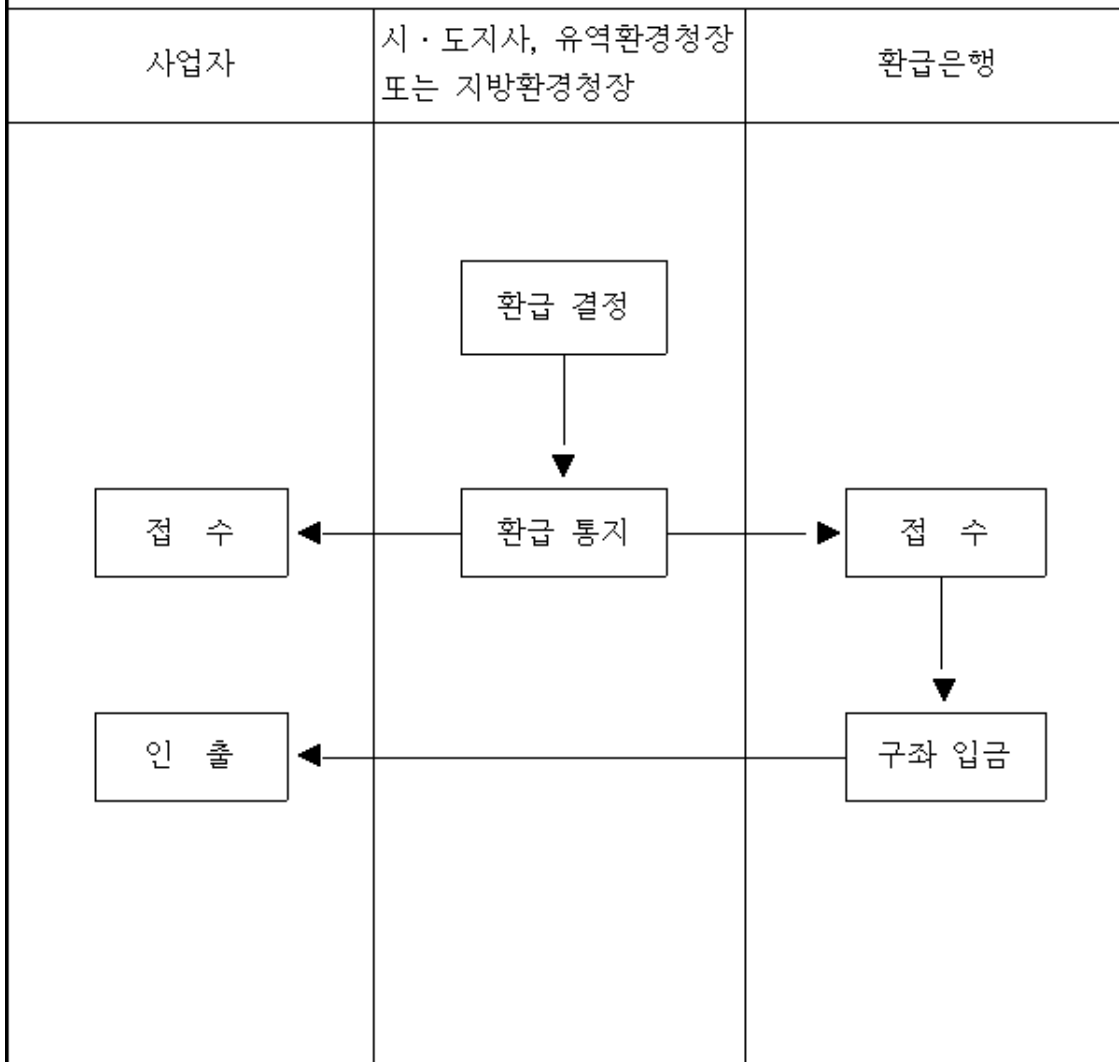 사업자
시ㆍ도지사, 유역환경청장
또는 지방환경청장
환급은행
환급 결정
접 수
환급 통지
접 수
인 출
구좌 입금